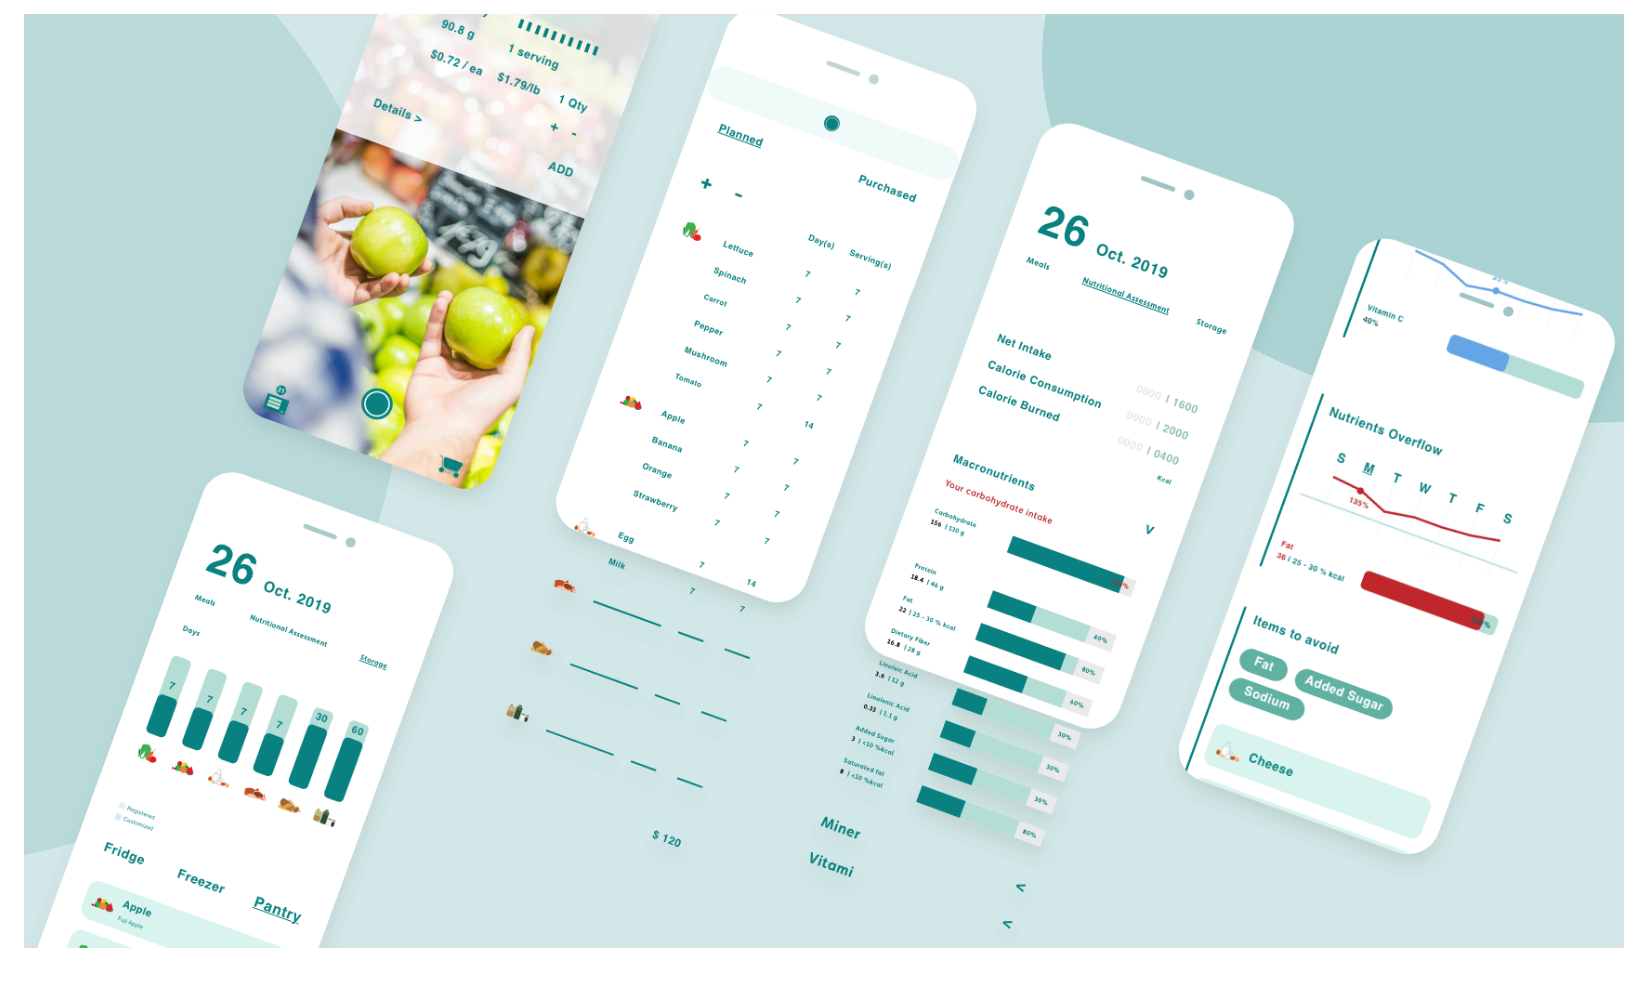 90.8 g
1 serving
$0.72 / ea
$1.79/lb
1 Qty
+ -
Details >
ADD
Planned
Purchased
+ -
Day(s)
Serving(s)
Lettuce 7 7
Spinach 7 7
Carrot 7 7
Pepper 7 7
Mushroom 7 7
Tomato 7 14
Apple 7 7
Banana 7 7
Orange 7 7
Strawberry 7 7
Egg 7 14
Milk 7 7
$ 120
26 Oct. 2019
Meals
Nutritional Assessment
Storage
Net Intake 0000 | 1600
Calorie Consumption 0000 | 2000
Calorie Burned 0000 | 0400
Kcal
Macronutrients
V
Your carbohydrate intake
Carbohydrate
156 | 130 g
Protein
18.4 | 46 g
40%
Fat
22 | 25 - 30 % kcal
80%
Dietary Fiber
16.8 | 28 g
60%
Linoleic Acid
3.6 | 12 g
30%
Linolenic Acid
0.33 | 1.1 g
30%
Added Sugar
3 | <10 %kcal
30%
Saturated fat
8 | <10 %kcal
80%
Miner
<
Vitami
<
Vitamin C
40%
Nutrients Overflow
S M T W T F S
135%
Fat
36 | 25 - 30 % kcal
Items to avoid
Fat
Added Sugar
Sodium
Cheese
26 Oct. 2019
Meals
Nutritional Assessment
Storage
Days
7 7 7 7 30 60
Registered
Customized
Fridge
Freezer
Pantry
Apple
Fuji Apple